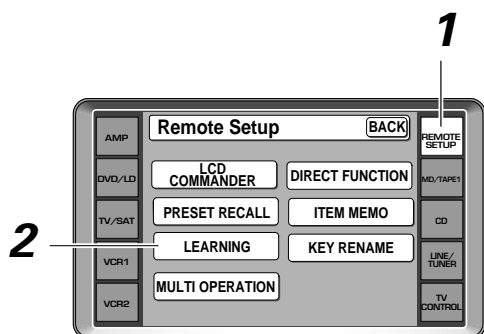 1
AMP
Remote Setup
BACK
REMOTE
SETUP
DVD/LD
LCD
COMMANDER
DIRECT FUNCTION
MD/TAPE1
TV/SAT
PRESET RECALL
ITEM MEMO
CD
2
LEARNING
KEY RENAME
VCR1
LINE/
TUNER
MULTI OPERATION
VCR2
TV
CONTROL